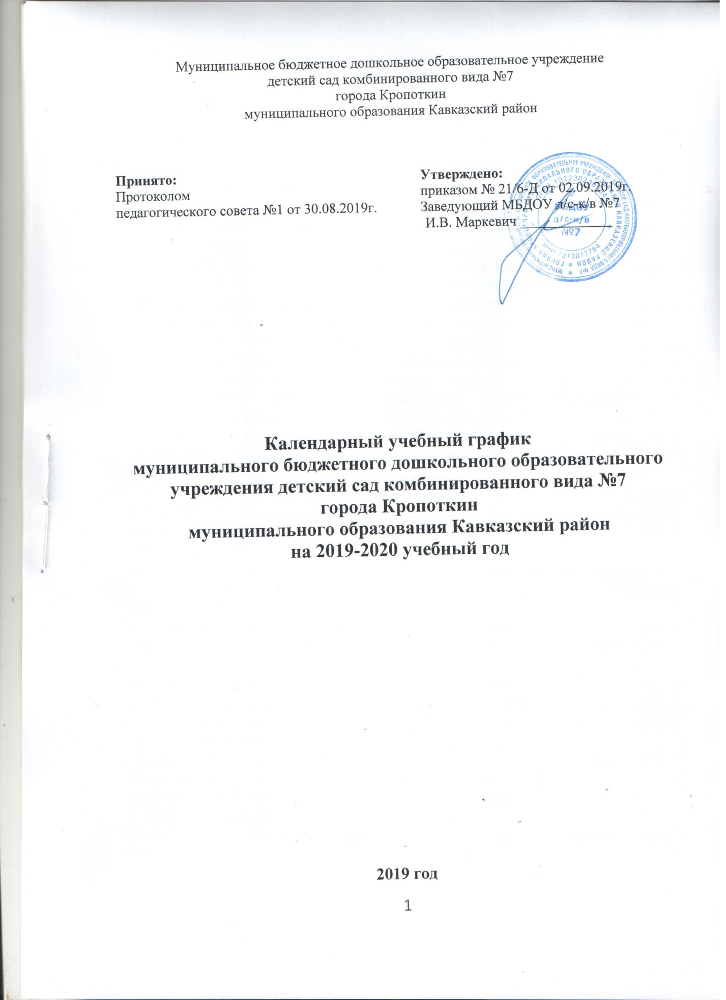 Муниципальное бюджетное дошкольное образовательное учреждение
детский сад комбинированного вида №7
города Кропоткин
муниципального образования Кавказский район
Принято:
Протоколом
педагогического совета №1 от 30.08.2019г.
Утверждено:
приказом № 21/6-Д от 02.09.2019г.
Заведующий МБДОУ д/с-к/в №7
И.В. Маркевич
МБДОУ
д/с-к/в
№7
ИНН 2313012784
Календарный учебный график
муниципального бюджетного дошкольного образовательного
учреждения детский сад комбинированного вида №7
города Кропоткин
муниципального образования Кавказский район
на 2019-2020 учебный год
2019 год
1